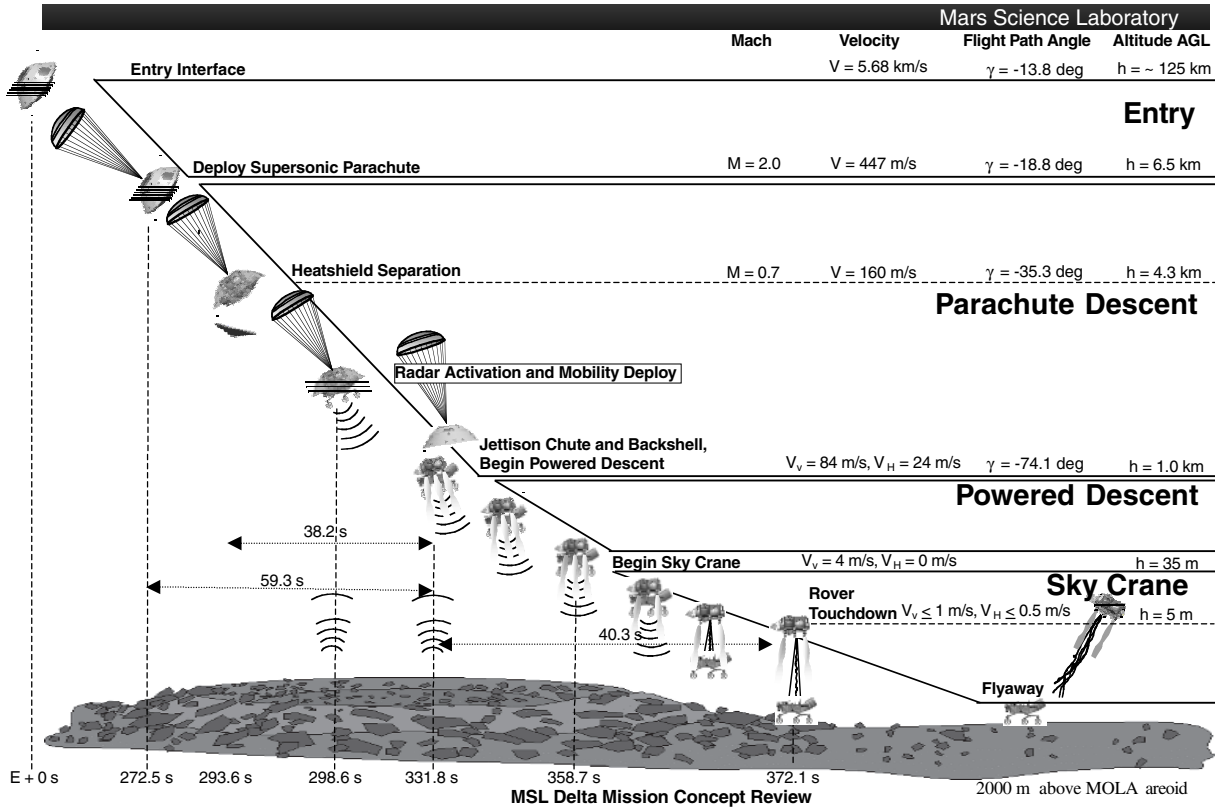 Mars Science Laboratory
Mach Velocity Flight Path Angle Altitude AGL
Entry Interface V = 5.68 km/s γ = -13.8 deg h = ~ 125 km
Entry
Deploy Supersonic Parachute M = 2.0 V = 447 m/s γ = -18.8 deg h = 6.5 km
Heatshield Separation M = 0.7 V = 160 m/s γ = -35.3 deg h = 4.3 km
Parachute Descent
Radar Activation and Mobility Deploy
Jettison Chute and Backshell,
Begin Powered Descent Vv = 84 m/s, VH = 24 m/s γ = -74.1 deg h = 1.0 km
Powered Descent
38.2 s
Begin Sky Crane Vv = 4 m/s, VH = 0 m/s h = 35 m
Sky Crane
59.3 s
Rover
Touchdown Vv ≤ 1 m/s, VH ≤ 0.5 m/s h = 5 m
40.3 s
Flyaway
E + 0 s 272.5 s 293.6 s 298.6 s 331.8 s 358.7 s 372.1 s
2000 m above MOLA areoid
MSL Delta Mission Concept Review